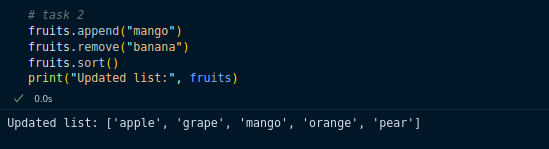 # task 2
fruits.append("mango")
fruits.remove("banana")
fruits.sort()
print("Updated list:", fruits)
0.0s
Updated list: ['apple', 'grape', 'mango', 'orange', 'pear']